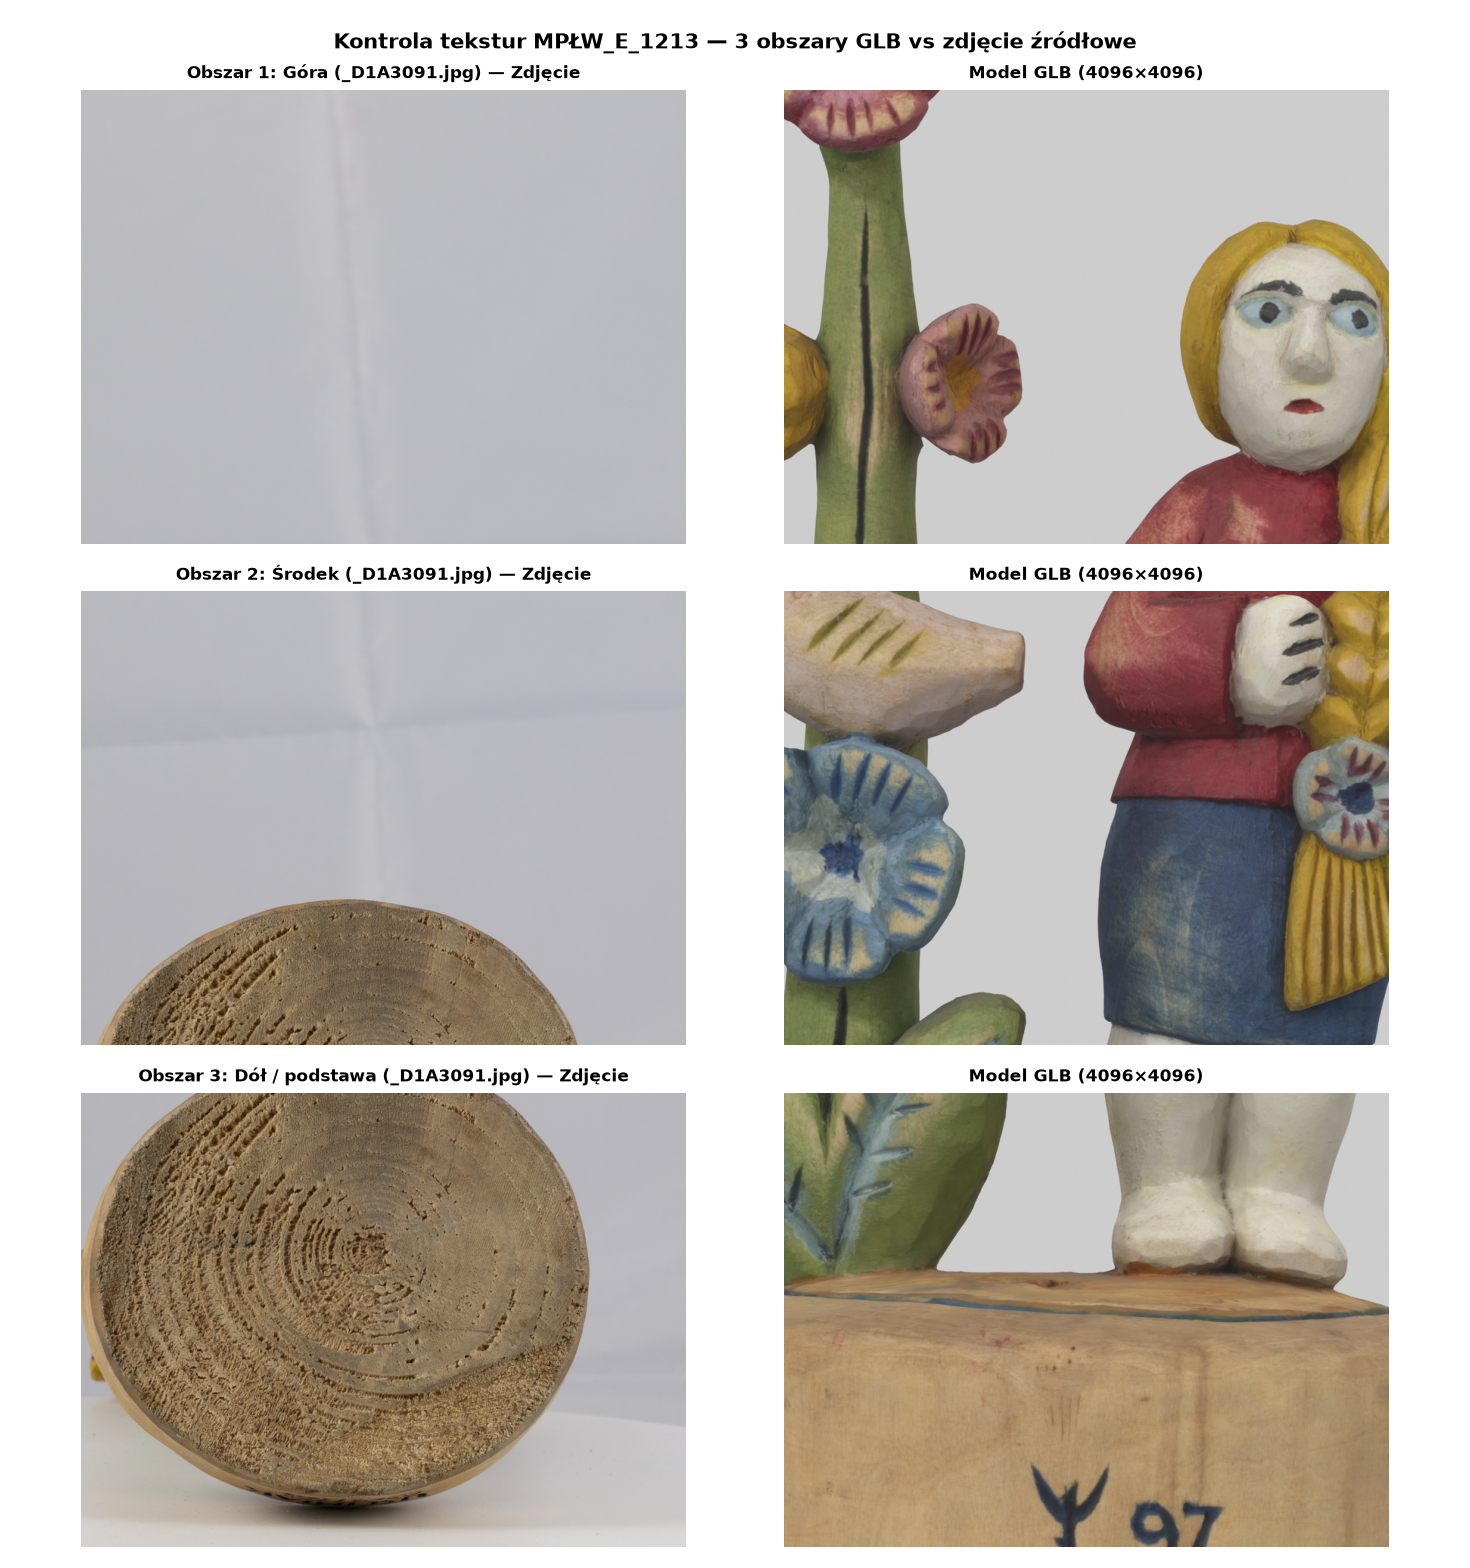 Kontrola tekstur MPŁW_E_1213 — 3 obszary GLB vs zdjęcie źródłowe
Obszar 1: Góra (_D1A3091.jpg) — Zdjęcie
Model GLB (4096×4096)
Obszar 2: Środek (_D1A3091.jpg) — Zdjęcie
Model GLB (4096×4096)
Obszar 3: Dół / podstawa (_D1A3091.jpg) — Zdjęcie
Model GLB (4096×4096)
97